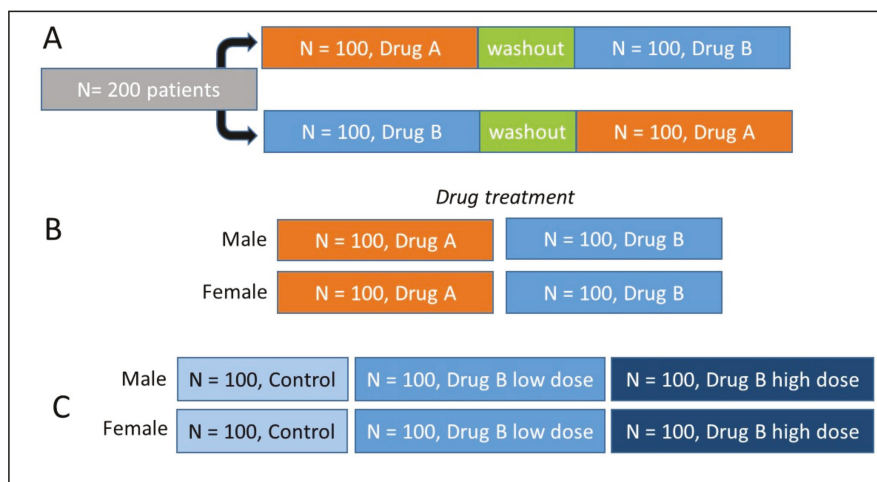 A
N = 100, Drug A washout N = 100, Drug B
N= 200 patients
N = 100, Drug B washout N = 100, Drug A
Drug treatment
B
Male N = 100, Drug A N = 100, Drug B
Female N = 100, Drug A N = 100, Drug B
C
Male N = 100, Control N = 100, Drug B low dose N = 100, Drug B high dose
Female N = 100, Control N = 100, Drug B low dose N = 100, Drug B high dose